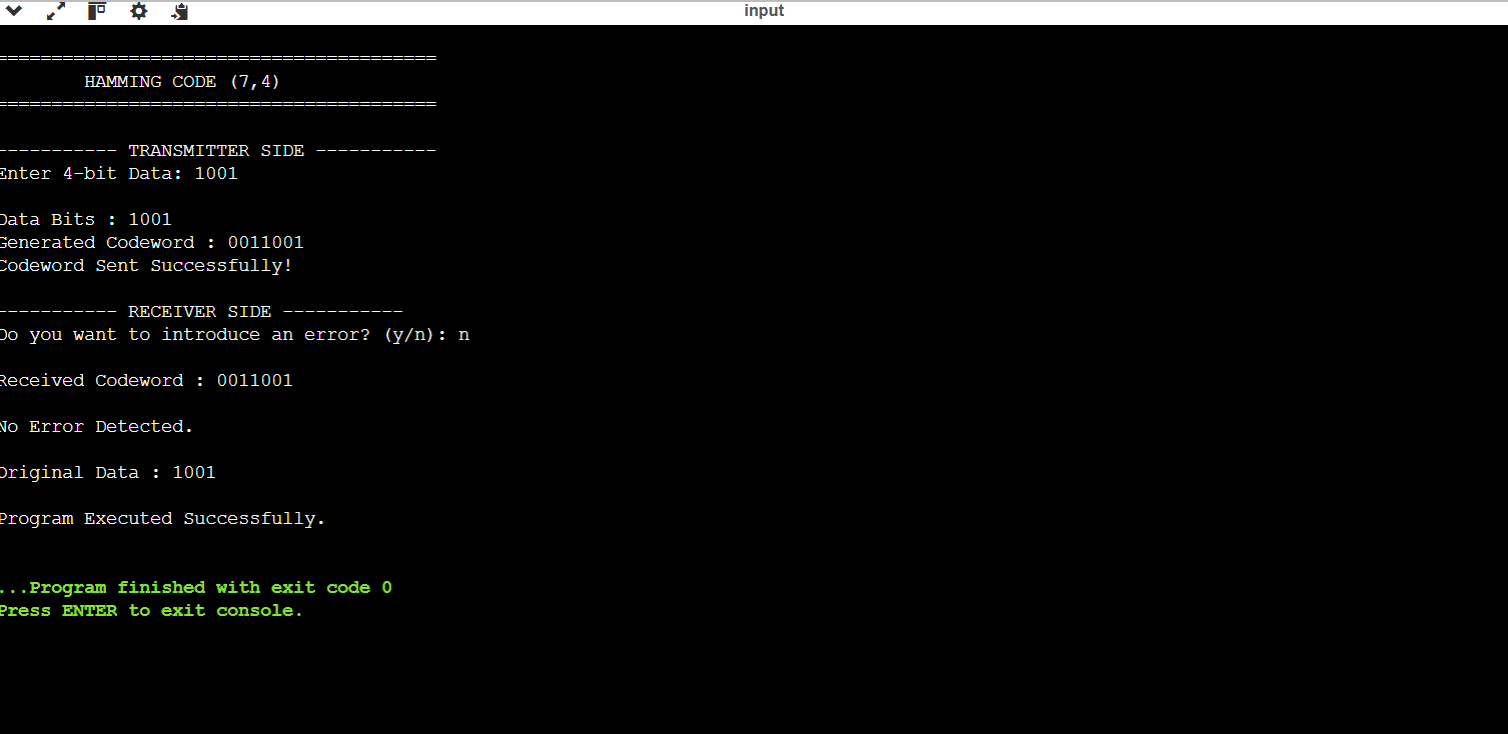 input
========================================
HAMMING CODE (7,4)
========================================
----------- TRANSMITTER SIDE -----------
Enter 4-bit Data: 1001
Data Bits : 1001
Generated Codeword : 0011001
Codeword Sent Successfully!
----------- RECEIVER SIDE -----------
Do you want to introduce an error? (y/n): n
Received Codeword : 0011001
No Error Detected.
Original Data : 1001
Program Executed Successfully.
...Program finished with exit code 0
Press ENTER to exit console.